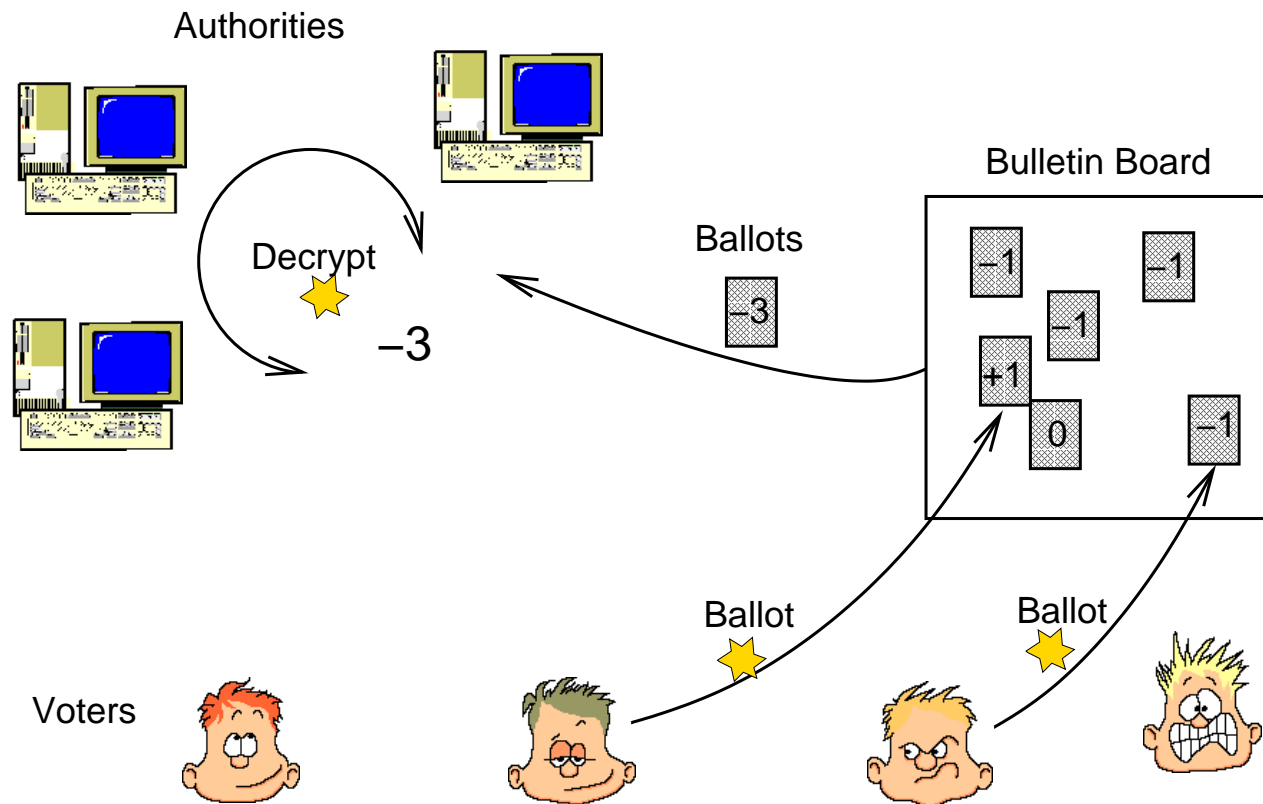 Authorities
Bulletin Board
Decrypt
Ballots
–3
–3
–1
–1
–1
+1
0
–1
Ballot
Ballot
Voters